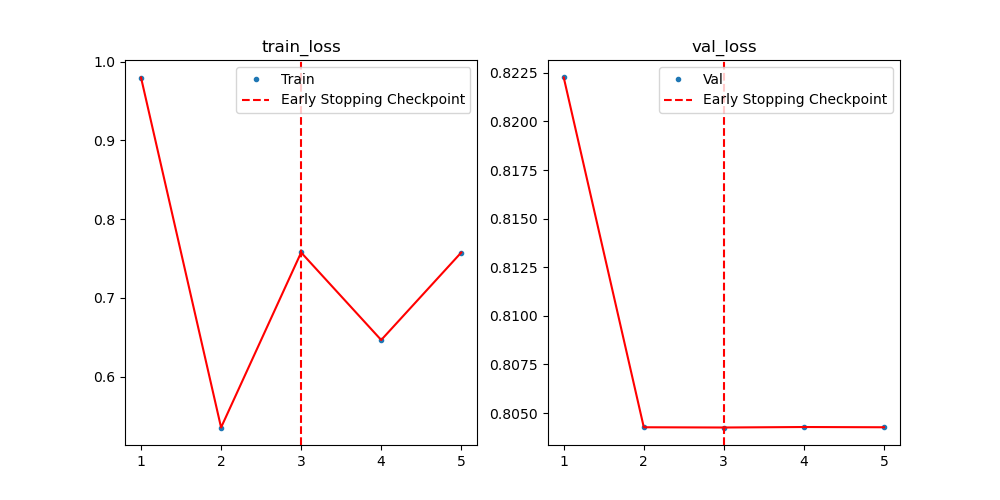 train_loss
1.0
0.9
0.8
0.7
0.6
1 2 3 4 5
Train
Early Stopping Checkpoint
val_loss
0.8225
0.8200
0.8175
0.8150
0.8125
0.8100
0.8075
0.8050
1 2 3 4 5
Val
Early Stopping Checkpoint